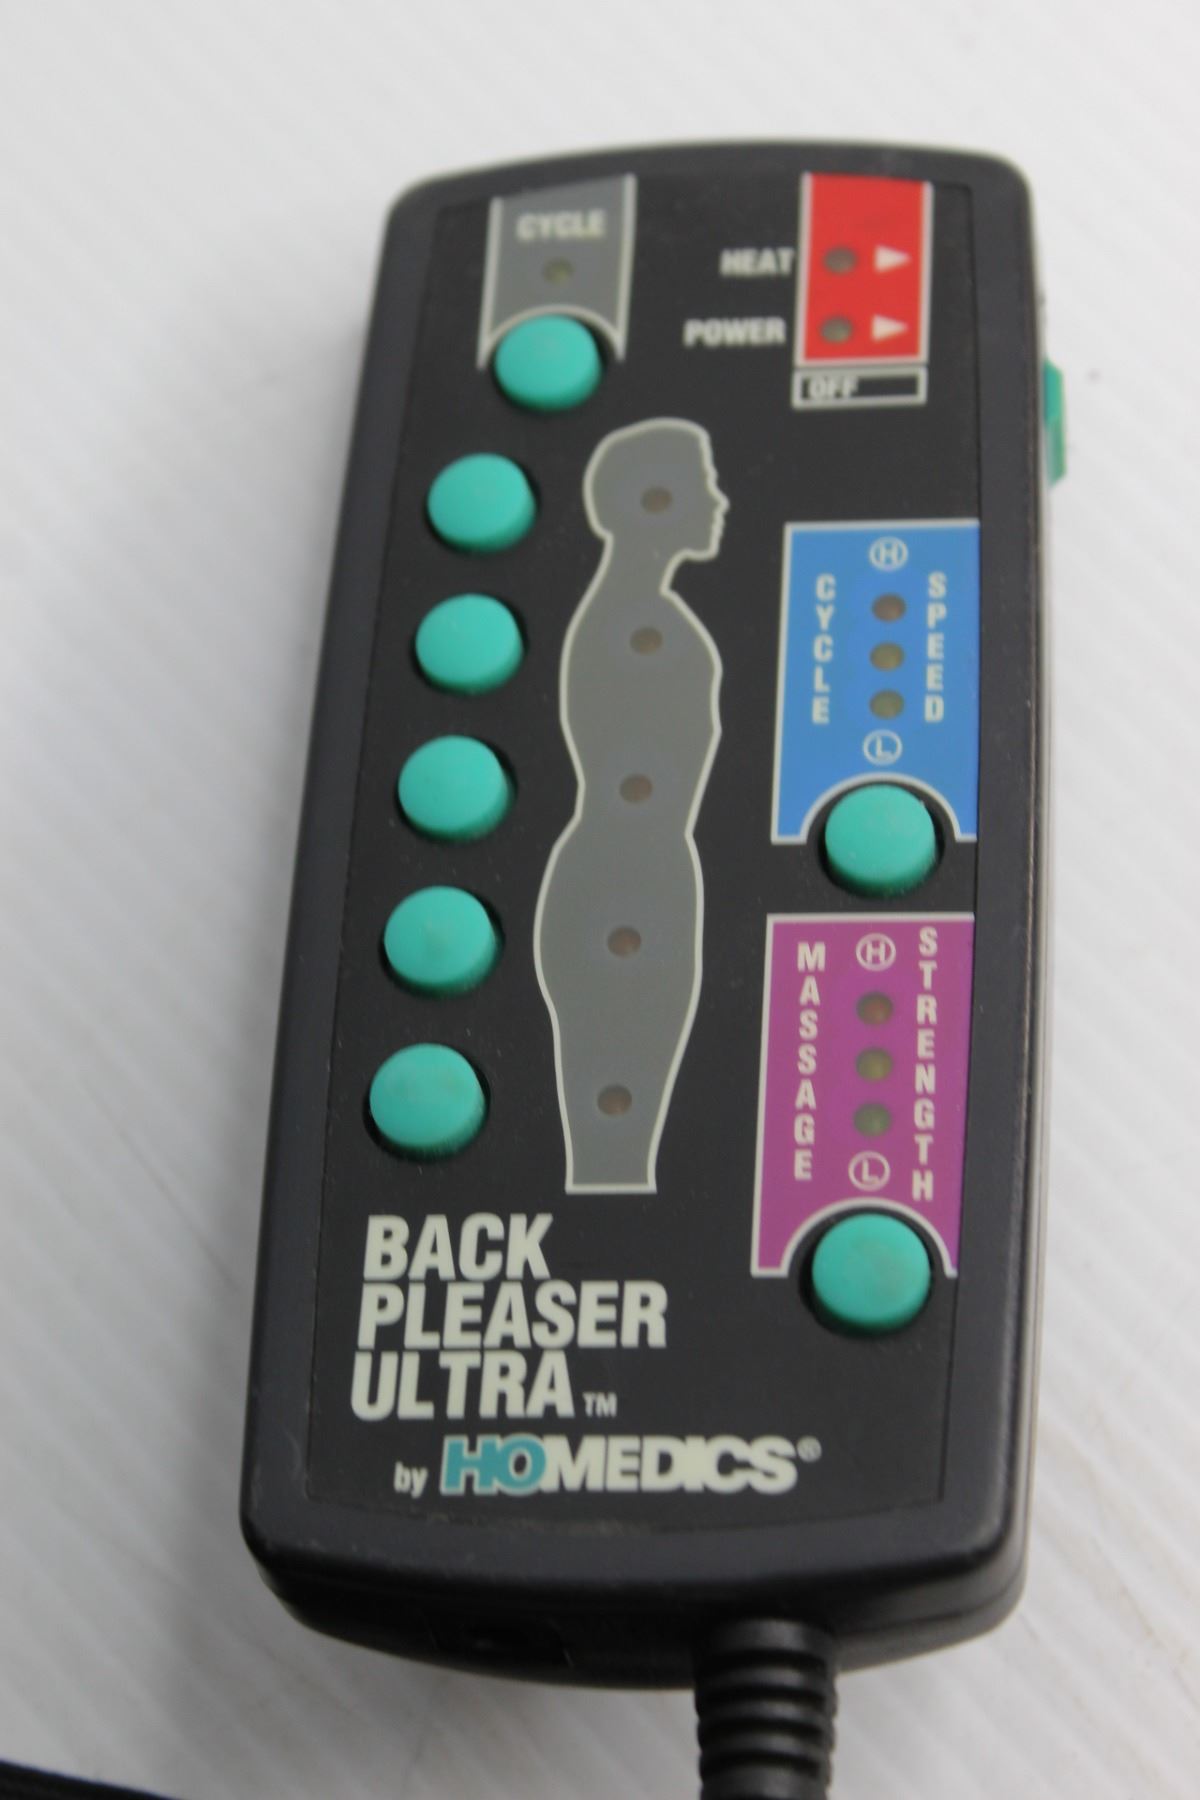 CYCLE
HEAT
POWER
OFF
H
CYCLE
SPEED
L
H
MASSAGE
STRENGTH
L
BACK
PLEASER
ULTRA™
by HOMEDICS®